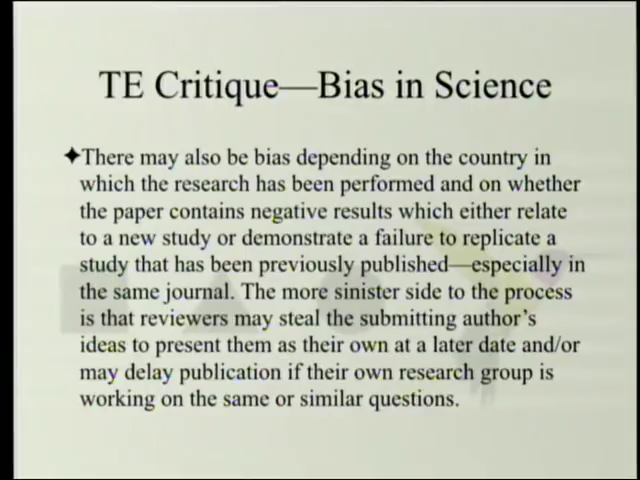 TE Critique—Bias in Science
✦There may also be bias depending on the country in
which the research has been performed and on whether
the paper contains negative results which either relate
to a new study or demonstrate a failure to replicate a
study that has been previously published—especially in
the same journal. The more sinister side to the process
is that reviewers may steal the submitting author’s
ideas to present them as their own at a later date and/or
may delay publication if their own research group is
working on the same or similar questions.